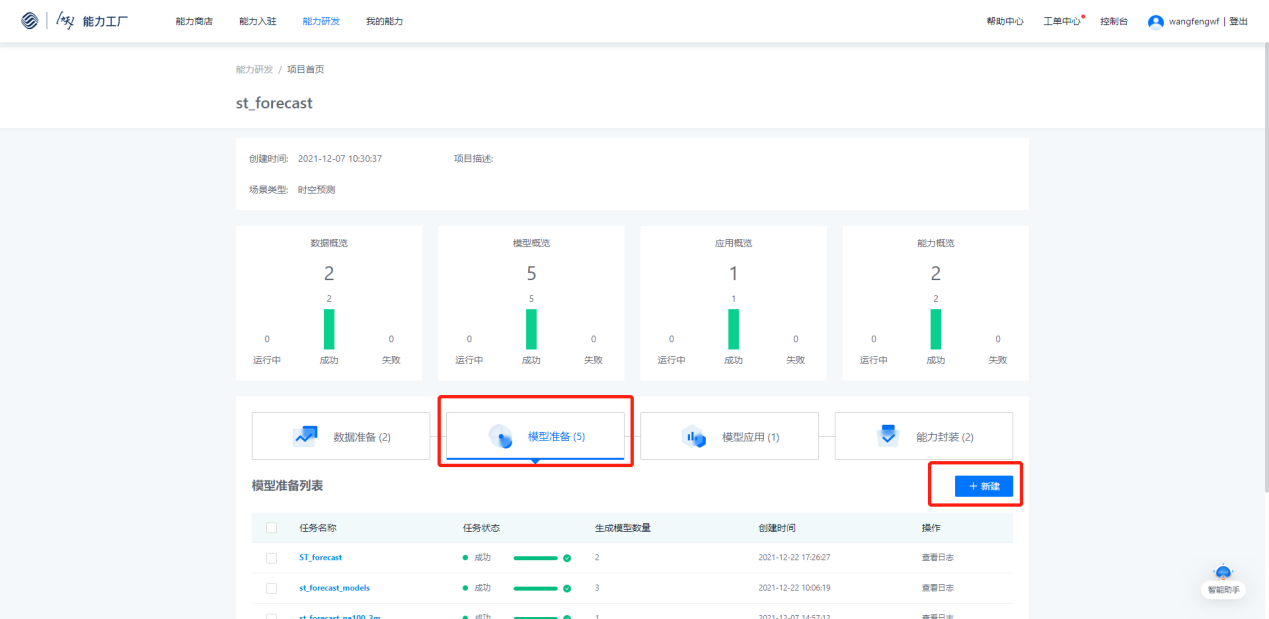 能力工厂 能力商店 能力入驻 能力研发 我的能力 帮助中心 工单中心 控制台 wangfengwf | 登出
能力研发 / 项目首页
st_forecast
创建时间: 2021-12-07 10:30:37 项目描述:
场景类型: 时空预测
数据概览 模型概览 应用概览 能力概览
2 5 1 2
2 5 1 2
0 0 0 0 0 0 0 0
运行中 成功 失败 运行中 成功 失败 运行中 成功 失败 运行中 成功 失败
数据准备 (2) 模型准备 (5) 模型应用 (1) 能力封装 (2)
模型准备列表 + 新建
任务名称 任务状态 生成模型数量 创建时间 操作
ST_forecast 成功 2 2021-12-22 17:26:27 查看日志
st_forecast_models 成功 3 2021-12-22 10:06:19 查看日志
智能助手
st_forecast_ne100_3m 成功 1 2021-12-07 14:57:12 查看日志